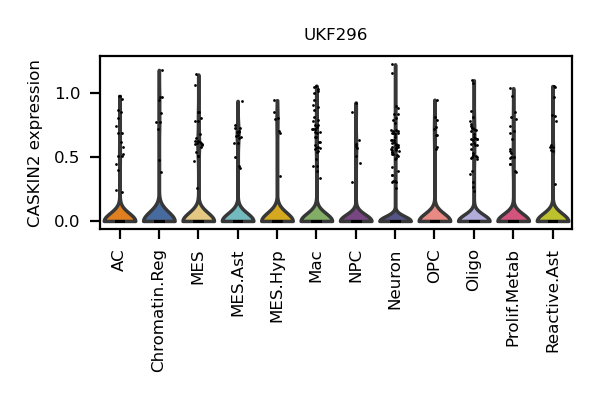 UKF296
CASKIN2 expression
1.0
0.5
0.0
AC
Chromatin.Reg
MES
MES.Ast
MES.Hyp
Mac
NPC
Neuron
OPC
Oligo
Prolif.Metab
Reactive.Ast